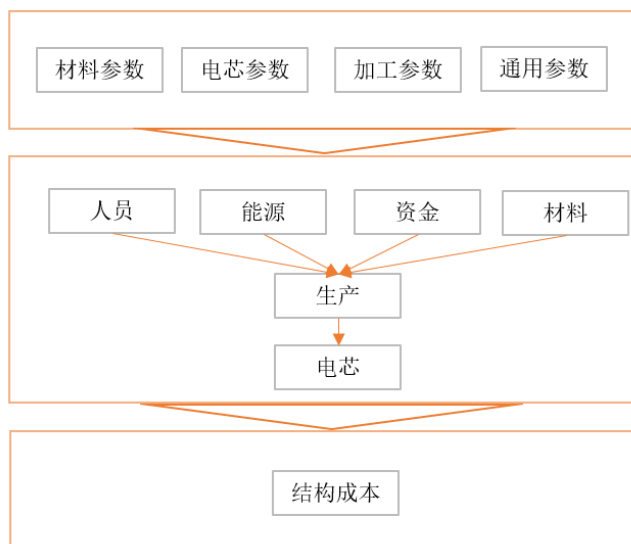 材料参数 电芯参数 加工参数 通用参数
人员 能源 资金 材料
生产
电芯
结构成本